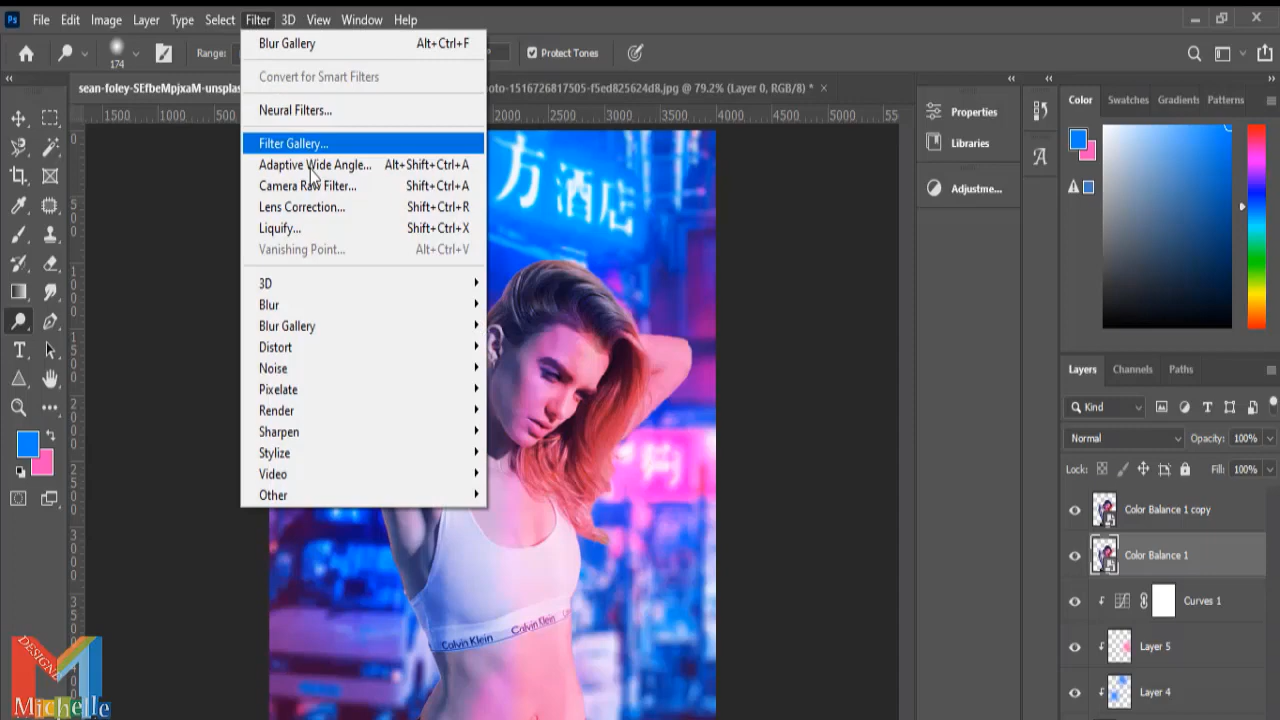 Ps File Edit Image Layer Type Select Filter 3D View Window Help
174 Range: Protect Tones
sean-foley-SEfbeMpjxaM-unsplas
oto-1516726817505-f5ed825624d8.jpg @ 79.2% (Layer 0, RGB/8) * ×
1500 1000 500 2000 2500 3000 3500 4000 4500 5000 55
Blur Gallery Alt+Ctrl+F
Convert for Smart Filters
Neural Filters...
Filter Gallery...
Adaptive Wide Angle... Alt+Shift+Ctrl+A
Camera Raw Filter... Shift+Ctrl+A
Lens Correction... Shift+Ctrl+R
Liquify... Shift+Ctrl+X
Vanishing Point... Alt+Ctrl+V
3D
Blur
Blur Gallery
Distort
Noise
Pixelate
Render
Sharpen
Stylize
Video
Other
方酒店
Calvin Klein Calvin Klein
Properties
Libraries
Adjustme...
Color Swatches Gradients Patterns
Layers Channels Paths
Kind
Normal Opacity: 100%
Lock: Fill: 100%
Color Balance 1 copy
Color Balance 1
Curves 1
Layer 5
Layer 4
DESIGNZ
Michelle